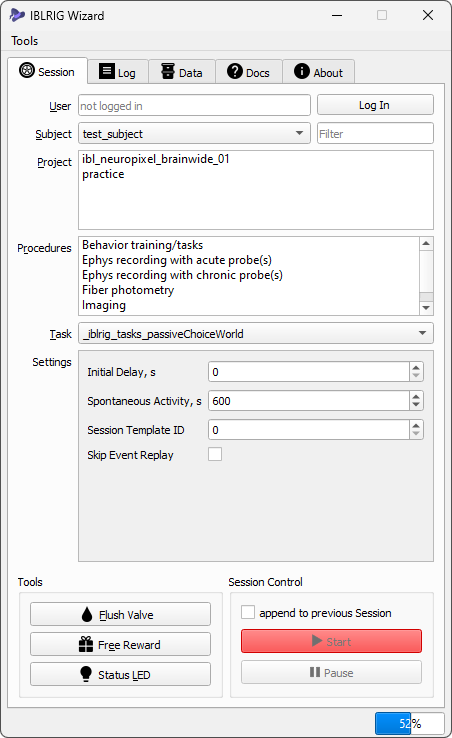 IBLRIG Wizard
Tools
Session Log Data Docs About
User not logged in Log In
Subject test_subject Filter
Project ibl_neuropixel_brainwide_01
practice
Procedures Behavior training/tasks
Ephys recording with acute probe(s)
Ephys recording with chronic probe(s)
Fiber photometry
Imaging
Task _iblrig_tasks_passiveChoiceWorld
Settings
Initial Delay, s 0
Spontaneous Activity, s 600
Session Template ID 0
Skip Event Replay
Tools
Flush Valve
Free Reward
Status LED
Session Control
append to previous Session
Start
Pause
52%